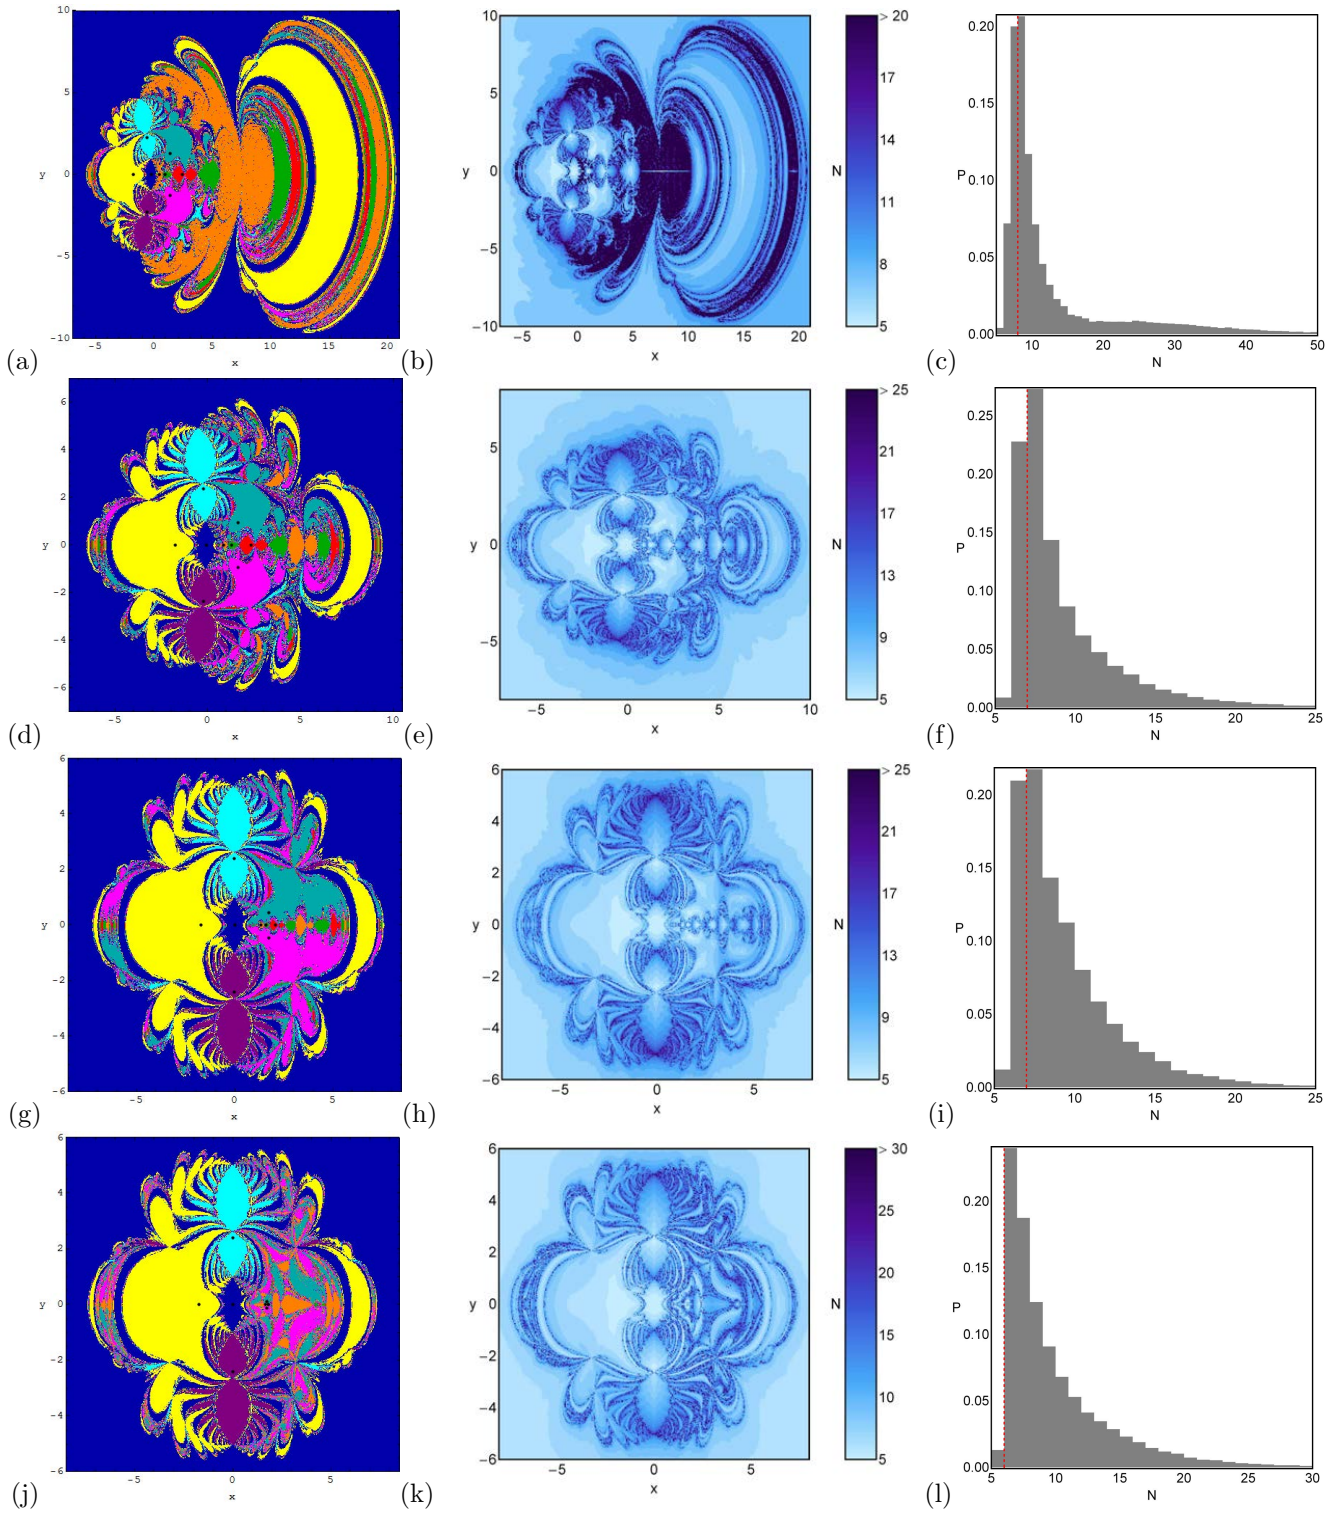 10
5
y 0
−5
−10
−5 0 5 10 15 20
x
(a)
10
5
y 0
−5
−10
−5 0 5 10 15 20
x
(b)
> 20
17
14
N
11
8
5
0.20
0.15
P
0.10
0.05
0.00
10 20 30 40 50
N
(c)
6
4
2
y 0
−2
−4
−6
−5 0 5 10
x
(d)
5
y 0
−5
−5 0 5 10
x
(e)
> 25
21
17
N
13
9
5
0.25
0.20
0.15
P
0.10
0.05
0.00
5 10 15 20 25
N
(f)
6
4
2
y 0
−2
−4
−6
−5 0 5
x
(g)
6
4
2
y 0
−2
−4
−6
−5 0 5
x
(h)
> 25
21
17
N
13
9
5
0.20
0.15
P
0.10
0.05
0.00
5 10 15 20 25
N
(i)
6
4
2
y 0
−2
−4
−6
−5 0 5
x
(j)
6
4
2
y 0
−2
−4
−6
−5 0 5
x
(k)
> 30
25
20
N
15
10
5
0.20
0.15
P
0.10
0.05
0.00
5 10 15 20 25 30
N
(l)